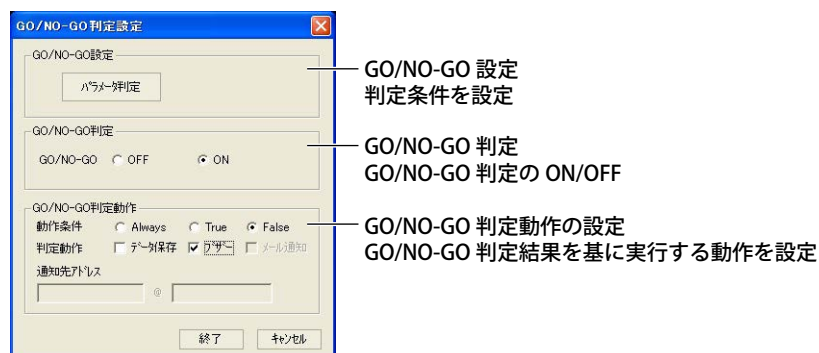 GO/NO-GO判定設定
GO/NO-GO設定
パラメータ判定
GO/NO-GO 設定
判定条件を設定
GO/NO-GO判定
GO/NO-GO OFF ON
GO/NO-GO 判定
GO/NO-GO 判定の ON/OFF
GO/NO-GO判定動作
動作条件 Always True False
判定動作 データ保存 ブザー メール通知
通知先アドレス
@
GO/NO-GO 判定動作の設定
GO/NO-GO 判定結果を基に実行する動作を設定
終了 キャンセル